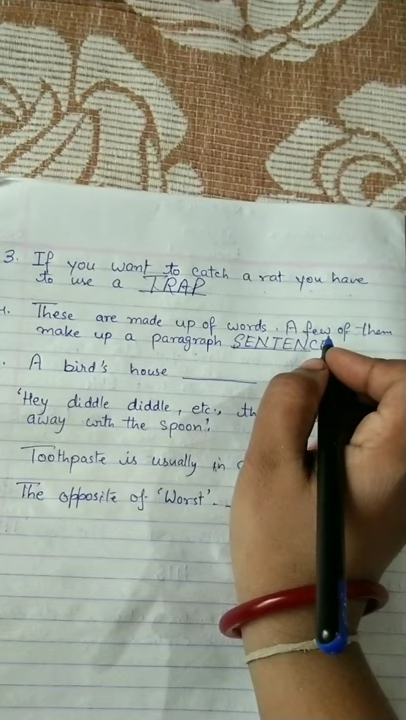 3. If you want to catch a rat you have
to use a TRAP
4. These are made up of words. A few of them
make up a paragraph SENTENC
. A bird's house
'Hey diddle diddle, etc., th
away with the spoon'.
Toothpaste is usually in
The opposite of 'Worst'.